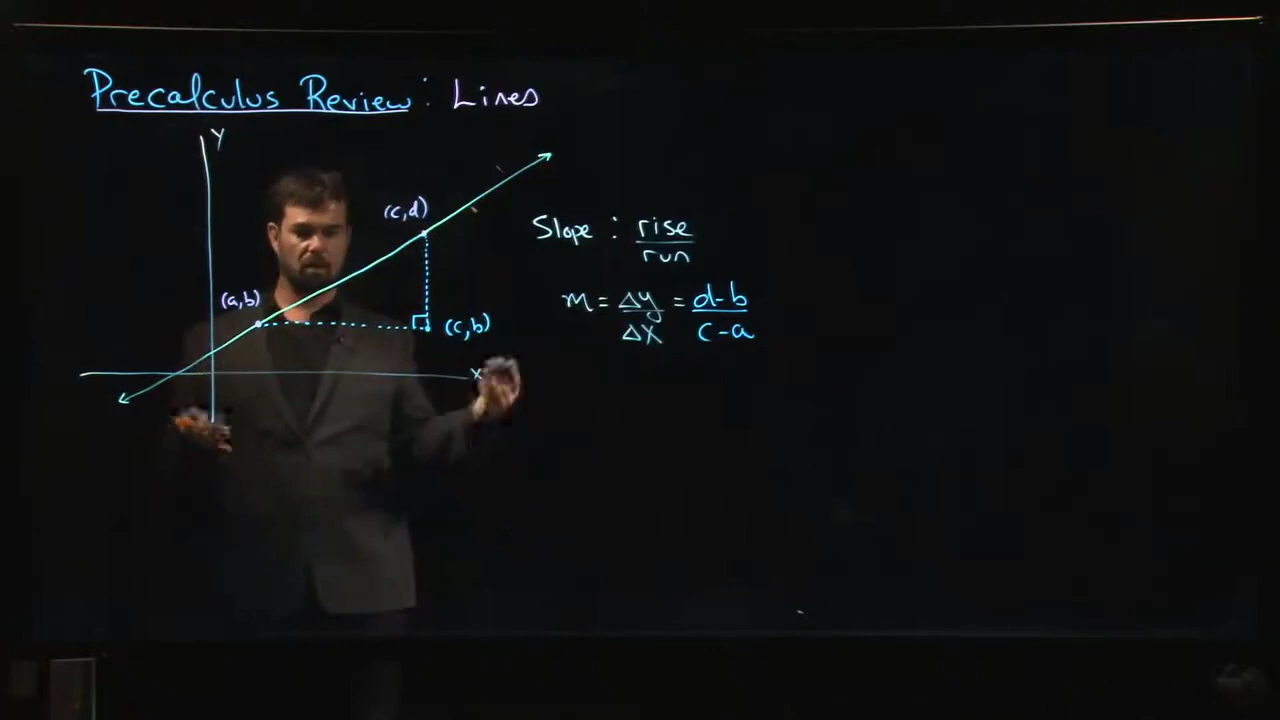 Precalculus Review: Lines
y
(c,d)
(a,b)
(c,b)
x
Slope: rise/run
m = Δy/Δx = d-b/c-a